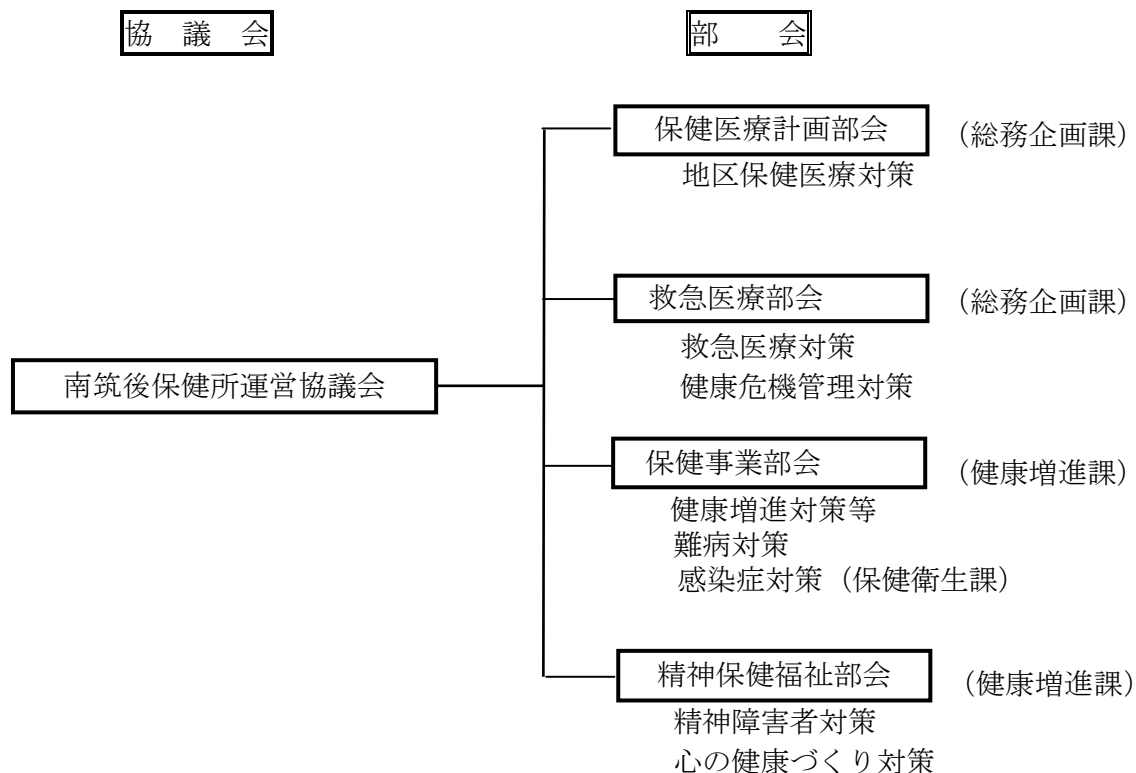 協　議　会
部　　会
保健医療計画部会
（総務企画課）
地区保健医療対策
救急医療部会
（総務企画課）
救急医療対策
健康危機管理対策
南筑後保健所運営協議会
保健事業部会
（健康増進課）
健康増進対策等
難病対策
感染症対策（保健衛生課）
精神保健福祉部会
（健康増進課）
精神障害者対策
心の健康づくり対策